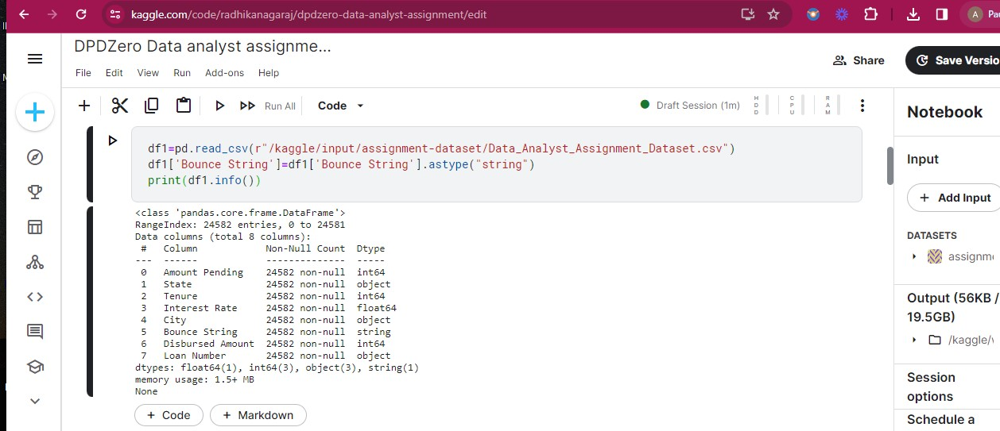 kaggle.com/code/radhikanagaraj/dpdzero-data-analyst-assignment/edit
A Pau
DPDZero Data analyst assignme...
File Edit View Run Add-ons Help
Share
Save Versio
+ Run All Code
Draft Session (1m)
HDD
CPU
RAM
df1=pd.read_csv(r"/kaggle/input/assignment-dataset/Data_Analyst_Assignment_Dataset.csv")
df1['Bounce String']=df1['Bounce String'].astype("string")
print(df1.info())
<class 'pandas.core.frame.DataFrame'>
RangeIndex: 24582 entries, 0 to 24581
Data columns (total 8 columns):
 #   Column            Non-Null Count  Dtype
---  ------            --------------  -----
 0   Amount Pending    24582 non-null  int64
 1   State             24582 non-null  object
 2   Tenure            24582 non-null  int64
 3   Interest Rate     24582 non-null  float64
 4   City              24582 non-null  object
 5   Bounce String     24582 non-null  string
 6   Disbursed Amount  24582 non-null  int64
 7   Loan Number       24582 non-null  object
dtypes: float64(1), int64(3), object(3), string(1)
memory usage: 1.5+ MB
None
+ Code + Markdown
Notebook
Input
+ Add Input
DATASETS
assignme
Output (56KB /
19.5GB)
/kaggle/
Session
options
Schedule a